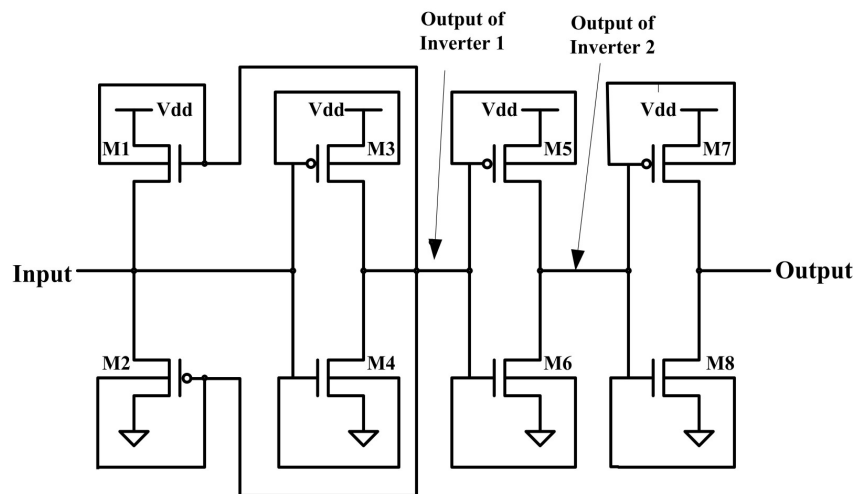 Output of
Inverter 1
Output of
Inverter 2
Vdd
Vdd
Vdd
Vdd
M1
M3
M5
M7
Input
Output
M2
M4
M6
M8